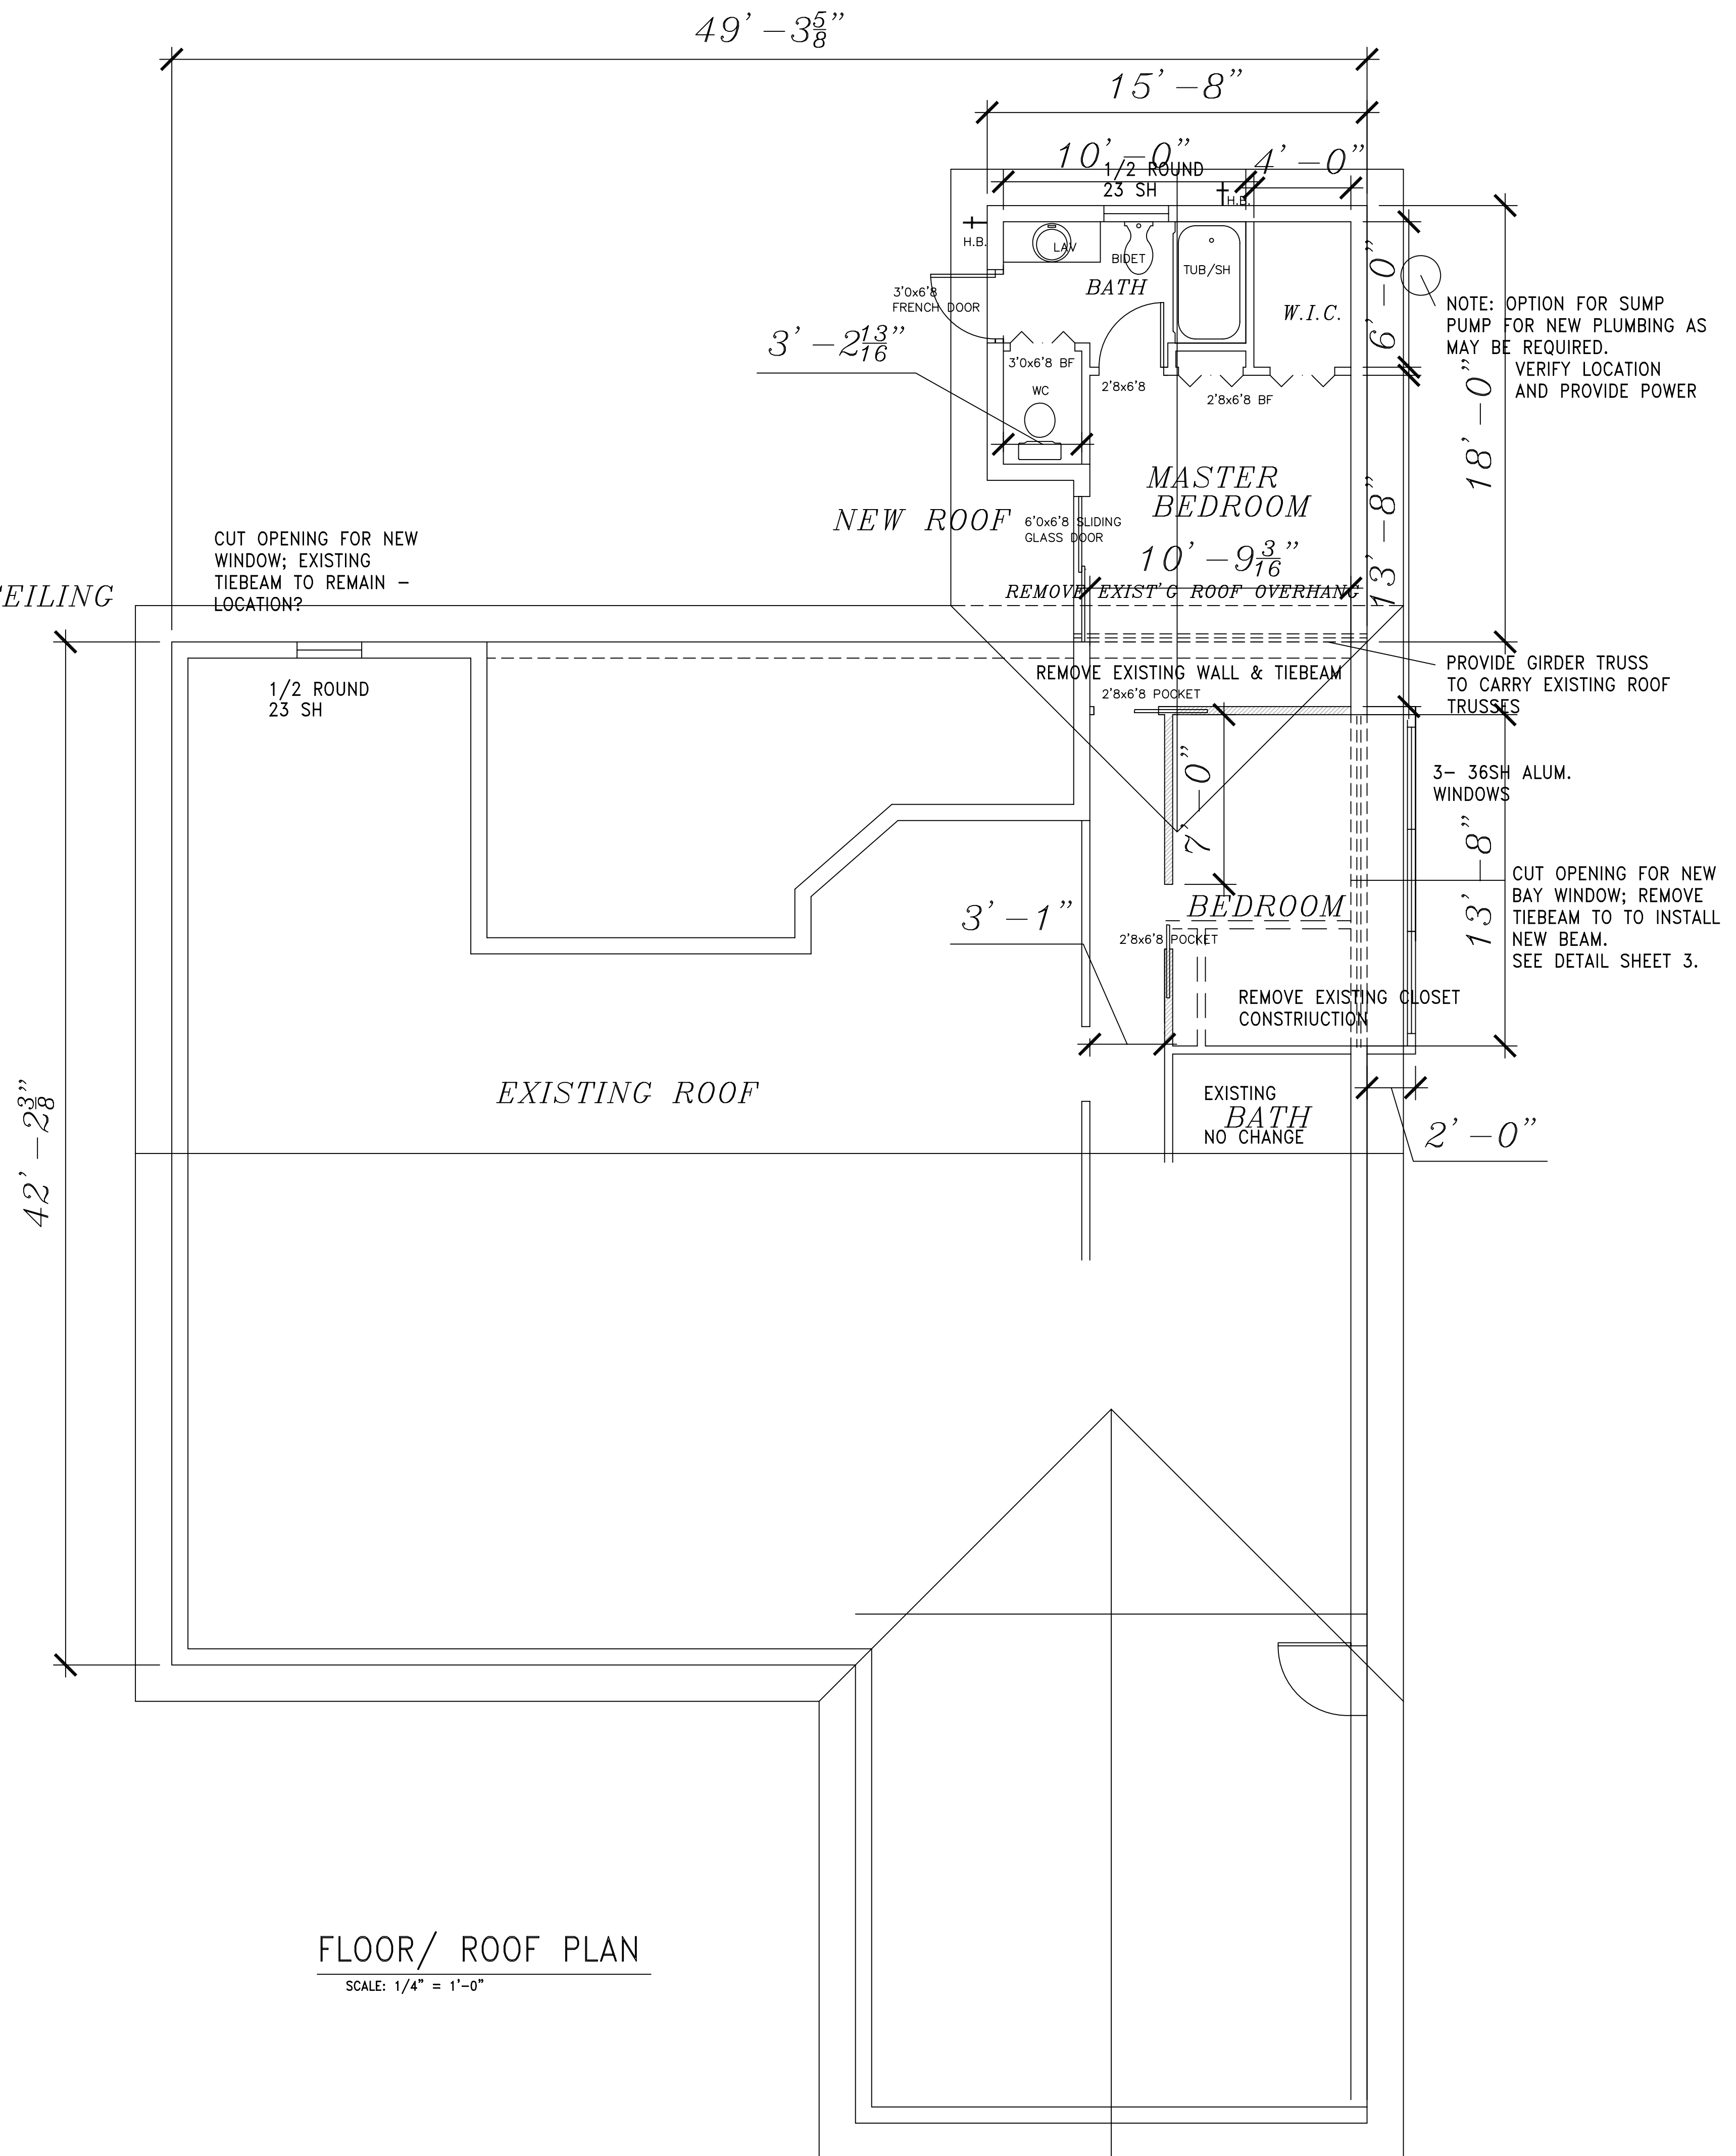 49'-3 5/8"
15'-8"
10'-0"
4'-0"
1/2 ROUND
23 SH
H.B.
H.B.
LAV
BIDET
TUB/SH
BATH
W.I.C.
6'-0"
3'0x6'8
FRENCH DOOR
NOTE: OPTION FOR SUMP
PUMP FOR NEW PLUMBING AS
MAY BE REQUIRED.
VERIFY LOCATION
AND PROVIDE POWER
3'-2 13/16"
3'0x6'8 BF
WC
2'8x6'8
2'8x6'8 BF
18'-0"
MASTER
BEDROOM
NEW ROOF
6'0x6'8 SLIDING
GLASS DOOR
10'-9 3/16"
13'-8"
CUT OPENING FOR NEW
WINDOW; EXISTING
TIEBEAM TO REMAIN -
LOCATION?
EILING
REMOVE EXIST'G ROOF OVERHANG
REMOVE EXISTING WALL & TIEBEAM
PROVIDE GIRDER TRUSS
TO CARRY EXISTING ROOF
TRUSSES
1/2 ROUND
23 SH
2'8x6'8 POCKET
7'-0"
3- 36SH ALUM.
WINDOWS
13'-8"
CUT OPENING FOR NEW
BAY WINDOW; REMOVE
TIEBEAM TO TO INSTALL
NEW BEAM.
SEE DETAIL SHEET 3.
BEDROOM
3'-1"
2'8x6'8 POCKET
REMOVE EXISTING CLOSET
CONSTRIUCTION
EXISTING ROOF
EXISTING
BATH
NO CHANGE
2'-0"
42'-2 3/8"
FLOOR/ ROOF PLAN
SCALE: 1/4" = 1'-0"